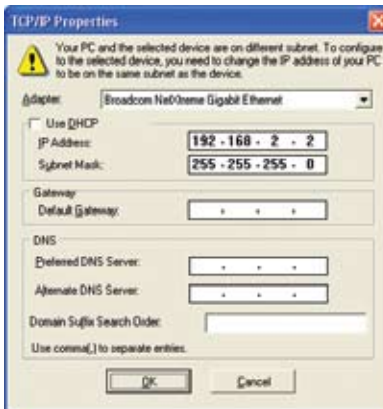 TCP/IP Properties
Your PC and the selected device are on different subnet. To configure
to the selected device, you need to change the IP address of your PC
to be on the same subnet as the device.
Adapter: Broadcom NetXtreme Gigabit Ethernet
Use DHCP
IP Address: 192 . 168 . 2 . 2
Subnet Mask: 255 . 255 . 255 . 0
Gateway
Default Gateway: . . .
DNS
Preferred DNS Server: . . .
Alternate DNS Server: . . .
Domain Suffix Search Order:
Use comma(,) to separate entries.
OK Cancel